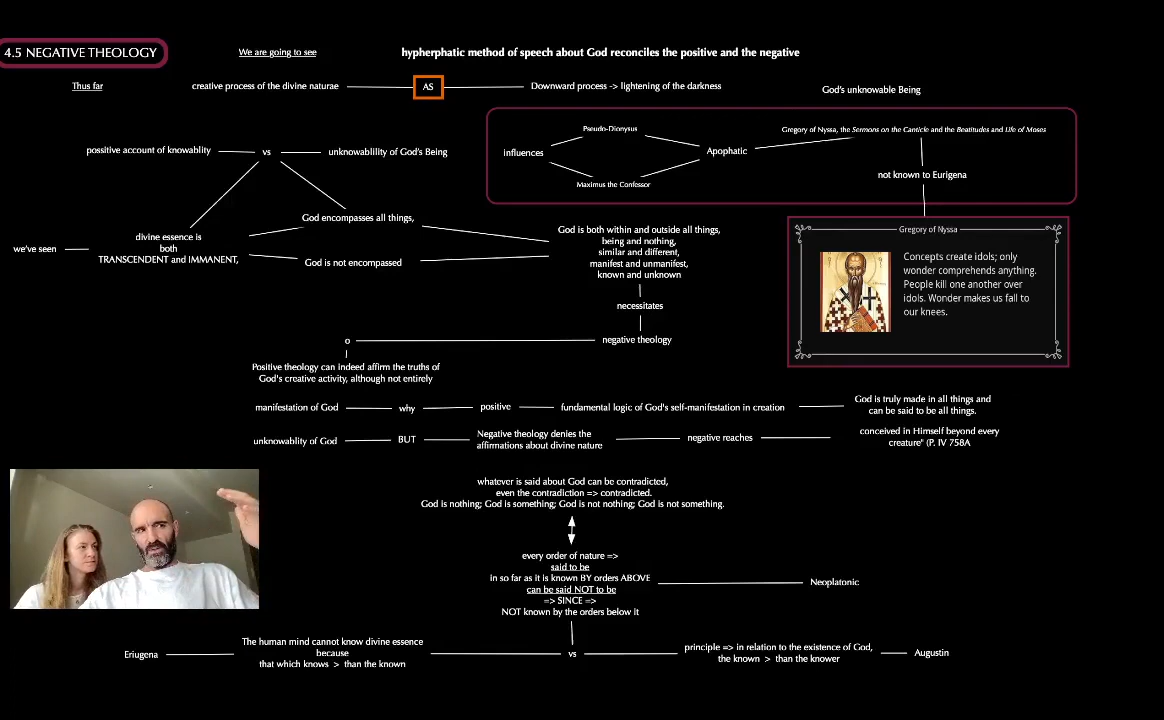 4.5 NEGATIVE THEOLOGY
We are going to see
hypherphatic method of speech about God reconciles the positive and the negative
Thus far
creative process of the divine naturae
AS
Downward process -> lightening of the darkness
God's unknowable Being
Pseudo-Dionysus
Gregory of Nyssa, the Sermons on the Canticle and the Beatitudes and Life of Moses
influences
Apophatic
Maximus the Confessor
not known to Eurigena
possitive account of knowablity
vs
unknowablility of God's Being
God encompasses all things,
God is not encompassed
we've seen
divine essence is
both
TRANSCENDENT and IMMANENT,
God is both within and outside all things,
being and nothing,
similar and different,
manifest and unmanifest,
known and unknown
Gregory of Nyssa
Concepts create idols; only
wonder comprehends anything.
People kill one another over
idols. Wonder makes us fall to
our knees.
necessitates
negative theology
o
Positive theology can indeed affirm the truths of
God's creative activity, although not entirely
manifestation of God
why
positive
fundamental logic of God's self-manifestation in creation
God is truly made in all things and
can be said to be all things.
unknowablity of God
BUT
Negative theology denies the
affirmations about divine nature
negative reaches
conceived in Himself beyond every
creature" (P. IV 758A
whatever is said about God can be contradicted,
even the contradiction => contradicted.
God is nothing; God is something; God is not nothing; God is not something.
every order of nature =>
said to be
in so far as it is known BY orders ABOVE
can be said NOT to be
=> SINCE =>
NOT known by the orders below it
Neoplatonic
Eriugena
The human mind cannot know divine essence
because
that which knows > than the known
vs
principle => in relation to the existence of God,
the known > than the knower
Augustin